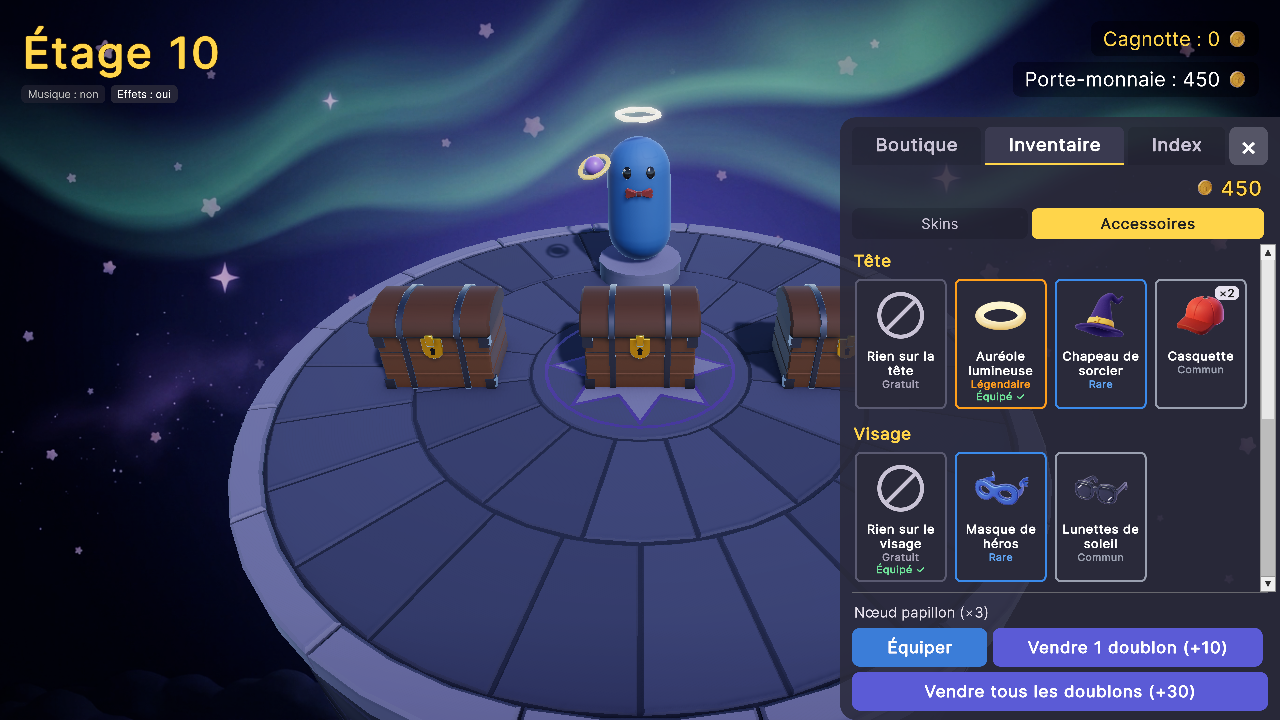 Étage 10
Musique : non
Effets : oui
Cagnotte : 0
Porte-monnaie : 450
Boutique
Inventaire
Index
×
450
Skins
Accessoires
Tête
Rien sur la
tête
Gratuit
Auréole
lumineuse
Légendaire
Équipé ✓
Chapeau de
sorcier
Rare
×2
Casquette
Commun
Visage
Rien sur le
visage
Gratuit
Équipé ✓
Masque de
héros
Rare
Lunettes de
soleil
Commun
Nœud papillon (×3)
Équiper
Vendre 1 doublon (+10)
Vendre tous les doublons (+30)